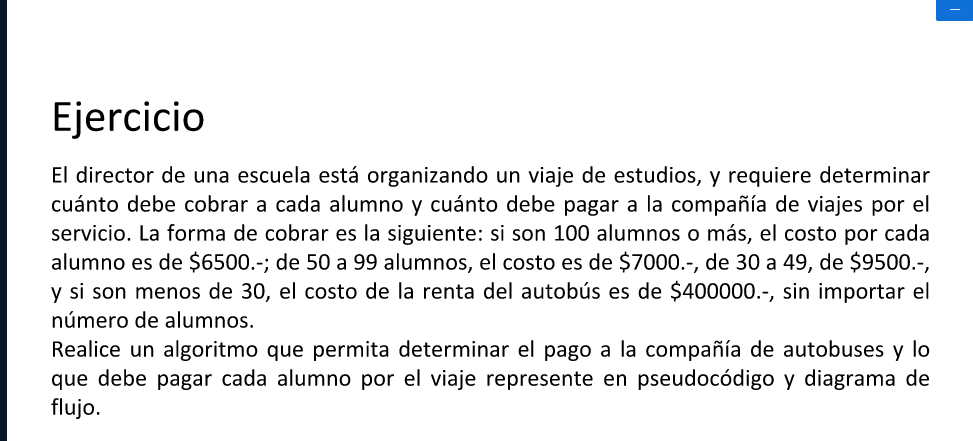 Ejercicio
El director de una escuela está organizando un viaje de estudios, y requiere determinar
cuánto debe cobrar a cada alumno y cuánto debe pagar a la compañía de viajes por el
servicio. La forma de cobrar es la siguiente: si son 100 alumnos o más, el costo por cada
alumno es de $6500.-; de 50 a 99 alumnos, el costo es de $7000.-, de 30 a 49, de $9500.-,
y si son menos de 30, el costo de la renta del autobús es de $400000.-, sin importar el
número de alumnos.
Realice un algoritmo que permita determinar el pago a la compañía de autobuses y lo
que debe pagar cada alumno por el viaje represente en pseudocódigo y diagrama de
flujo.